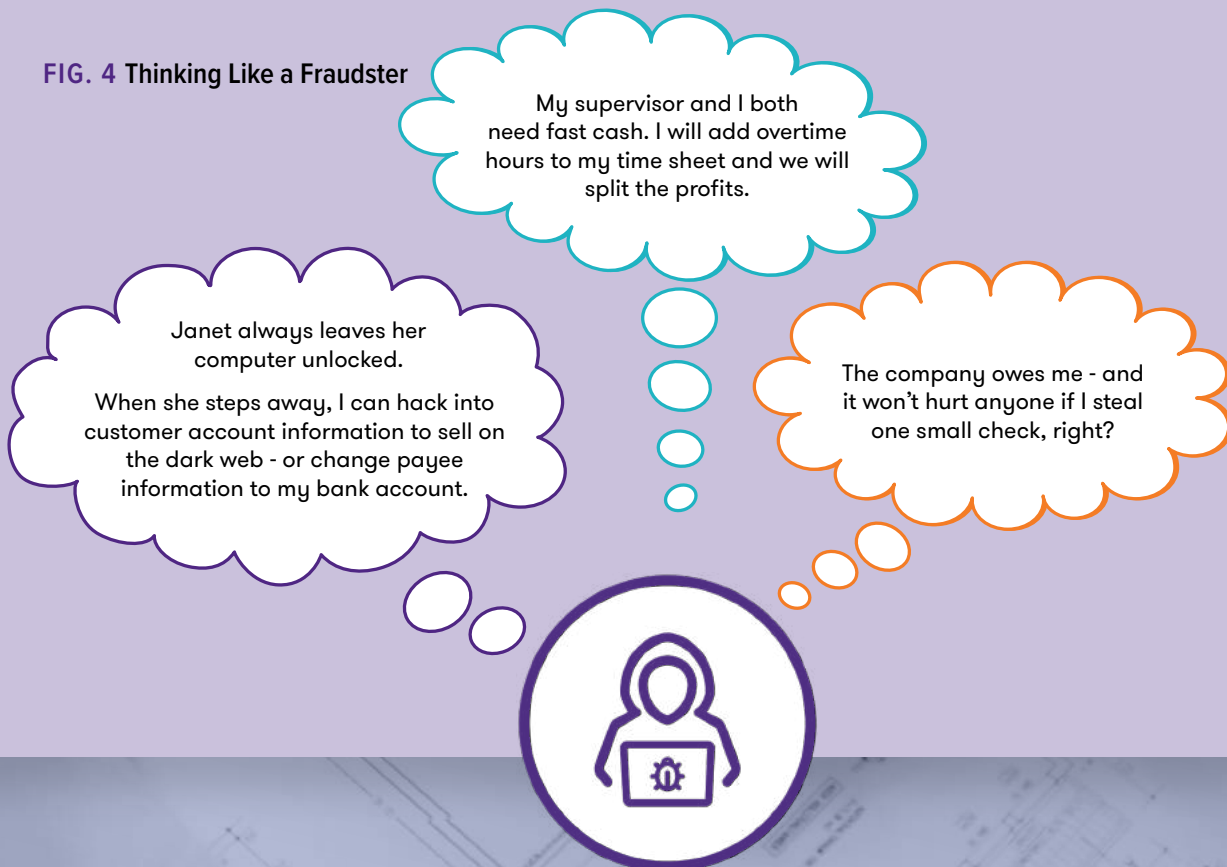 FIG. 4 Thinking Like a Fraudster
My supervisor and I both
need fast cash. I will add overtime
hours to my time sheet and we will
split the profits.
Janet always leaves her
computer unlocked.
When she steps away, I can hack into
customer account information to sell on
the dark web - or change payee
information to my bank account.
The company owes me - and
it won't hurt anyone if I steal
one small check, right?